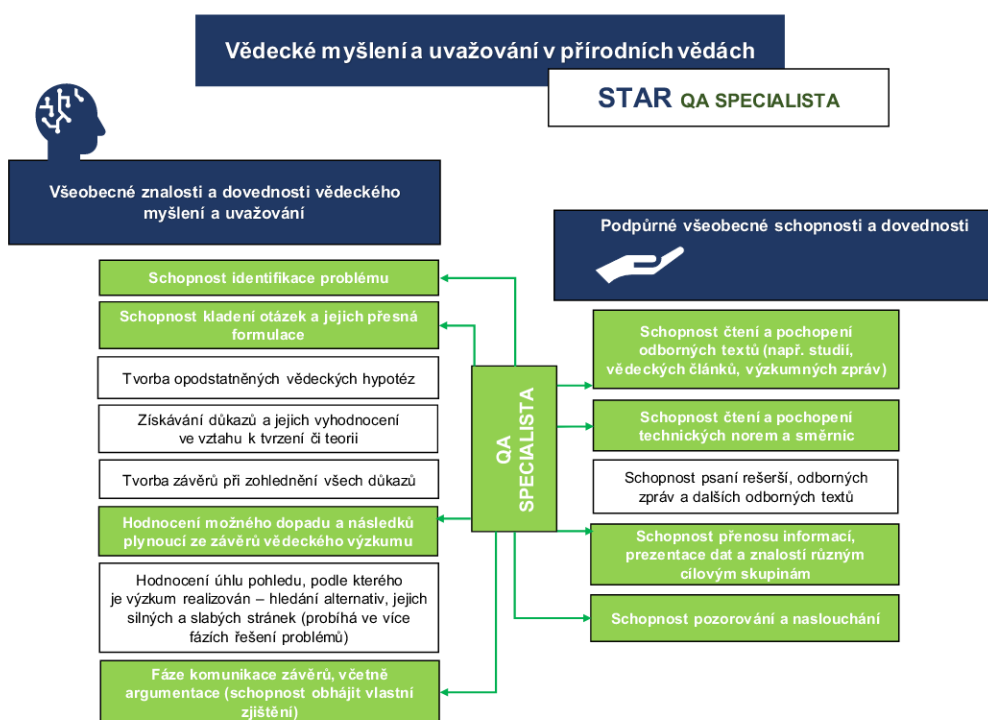 Vědecké myšlení a uvažování v přírodních vědách
STAR QA SPECIALISTA
Všeobecné znalosti a dovednosti vědeckého
myšlení a uvažování
Schopnost identifikace problému
Schopnost kladení otázek a jejich přesná
formulace
Tvorba opodstatněných vědeckých hypotéz
Získávání důkazů a jejich vyhodnocení
ve vztahu k tvrzení či teorii
Tvorba závěrů při zohlednění všech důkazů
Hodnocení možného dopadu a následků
plynoucí ze závěrů vědeckého výzkumu
Hodnocení úhlu pohledu, podle kterého
je výzkum realizován – hledání alternativ, jejich
silných a slabých stránek (probíhá ve více
fázích řešení problémů)
Fáze komunikace závěrů, včetně
argumentace (schopnost obhájit vlastní
zjištění)
QA
SPECIALISTA
Podpůrné všeobecné schopnosti a dovednosti
Schopnost čtení a pochopení
odborných textů (např. studií,
vědeckých článků, výzkumných zpráv)
Schopnost čtení a pochopení
technických norem a směrnic
Schopnost psaní rešerší, odborných
zpráv a dalších odborných textů
Schopnost přenosu informací,
prezentace dat a znalostí různým
cílovým skupinám
Schopnost pozorování a naslouchání